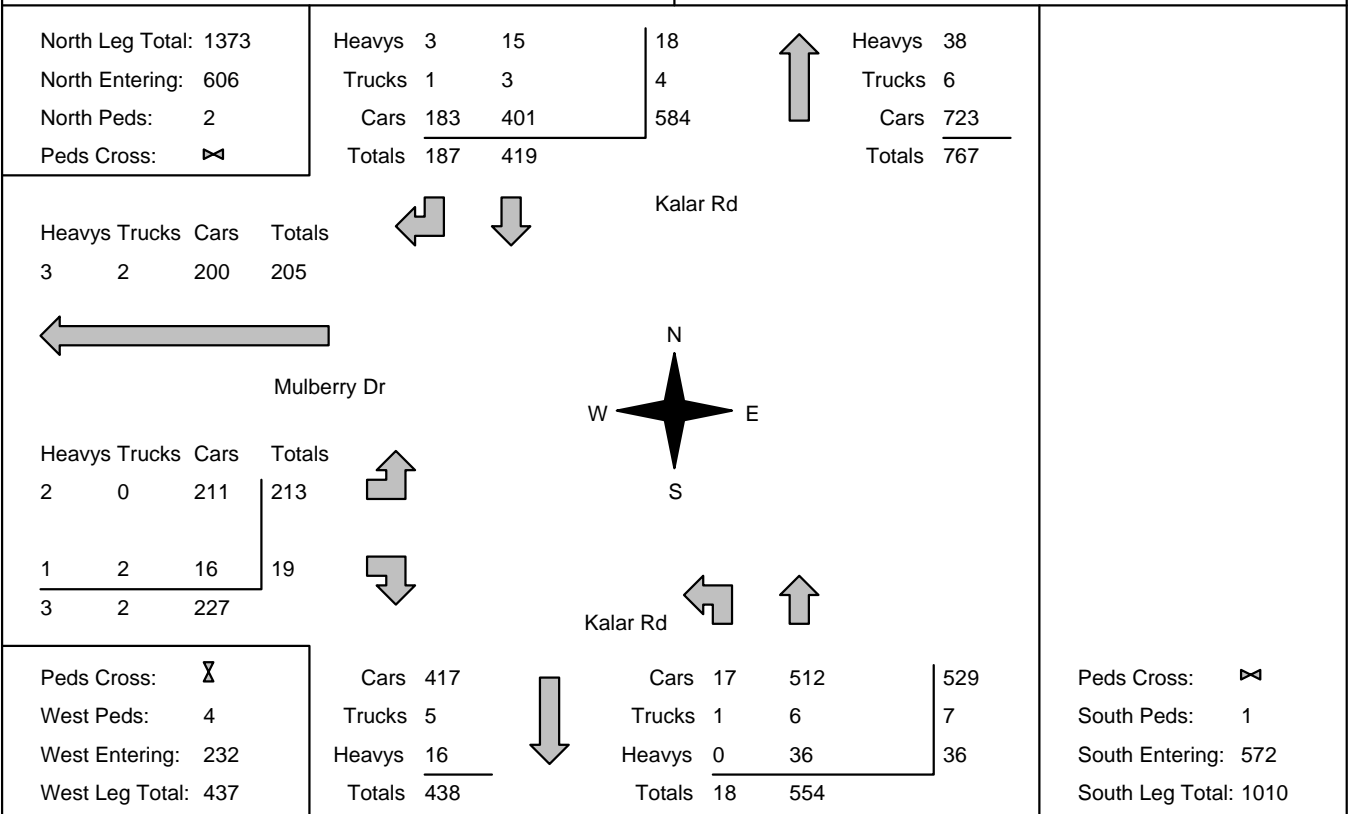 North Leg Total: 1373
North Entering: 606
North Peds: 2
Peds Cross:
Heavys 3 15 18
Trucks 1 3 4
Cars 183 401 584
Totals 187 419
Heavys 38
Trucks 6
Cars 723
Totals 767
Kalar Rd
Heavys Trucks Cars Totals
3 2 200 205
Mulberry Dr
N
W E
S
Heavys Trucks Cars Totals
2 0 211 213
1 2 16 19
3 2 227
Kalar Rd
Peds Cross:
West Peds: 4
West Entering: 232
West Leg Total: 437
Cars 417
Trucks 5
Heavys 16
Totals 438
Cars 17 512 529
Trucks 1 6 7
Heavys 0 36 36
Totals 18 554
Peds Cross:
South Peds: 1
South Entering: 572
South Leg Total: 1010